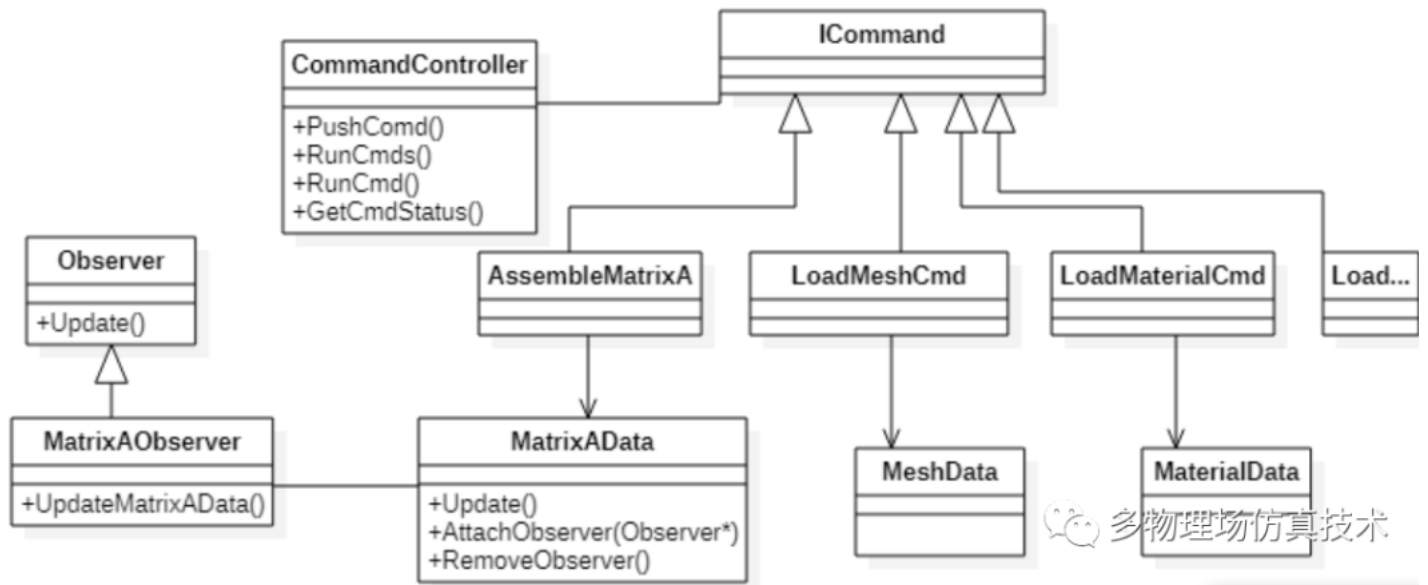 ICommand
CommandController
+PushComd()
+RunCmds()
+RunCmd()
+GetCmdStatus()
Observer
+Update()
AssembleMatrixA
LoadMeshCmd
LoadMaterialCmd
Load...
MatrixAObserver
+UpdateMatrixAData()
MatrixAData
+Update()
+AttachObserver(Observer*)
+RemoveObserver()
MeshData
MaterialData
多物理场仿真技术